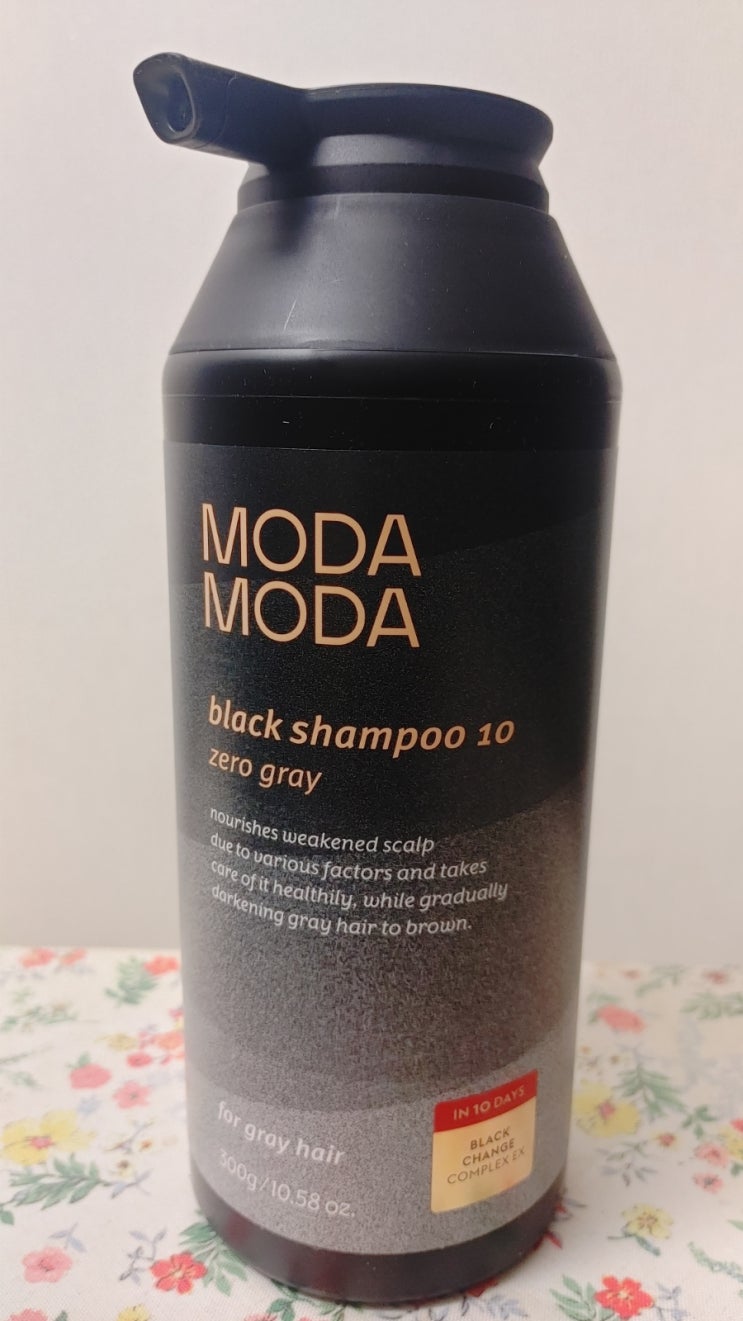 MODA
MODA
black shampoo 10
zero gray
nourishes weakened scalp
due to various factors and takes
care of it healthily, while gradually
darkening gray hair to brown.
for gray hair
300g/10.58 oz.
IN 10 DAYS
BLACK
CHANGE
COMPLEX EX